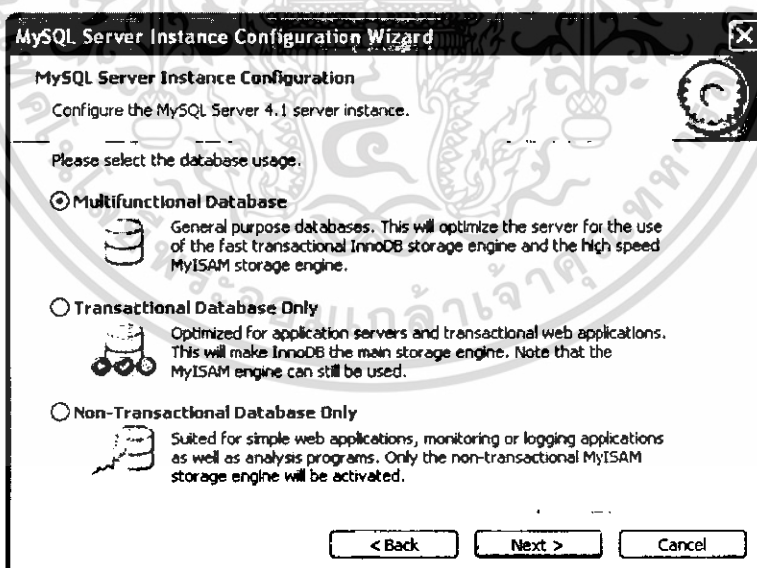 MySQL Server Instance Configuration Wizard
MySQL Server Instance Configuration
Configure the MySQL Server 4.1 server instance.
Please select the database usage.
Multifunctional Database
General purpose databases. This will optimize the server for the use
of the fast transactional InnoDB storage engine and the high speed
MyISAM storage engine.
Transactional Database Only
Optimized for application servers and transactional web applications.
This will make InnoDB the main storage engine. Note that the
MyISAM engine can still be used.
Non-Transactional Database Only
Suited for simple web applications, monitoring or logging applications
as well as analysis programs. Only the non-transactional MyISAM
storage engine will be activated.
< Back
Next >
Cancel